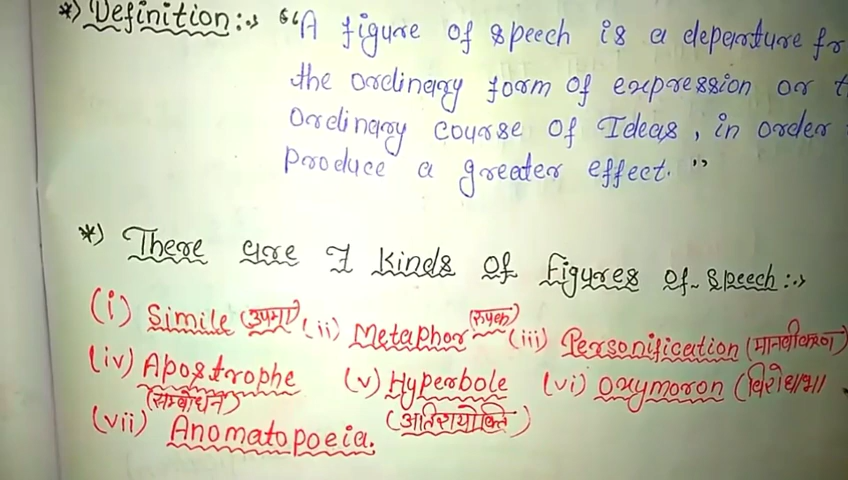 *) Definition:- "A figure of speech is a departure
the ordinary form of expression or
ordinary course of Ideas, in order
produce a greater effect."
*) There are 7 Kinds of Figures of Speech:-
(i) Simile (उपमा) (ii) Metaphor (रुपक) (iii) Personification (मानवीकरण)
(iv) Apostrophe (v) Hyperbole (vi) Oxymoron
(सम्बोधन) (अतिशयोक्ति)
(vii) Anomatopoeia.